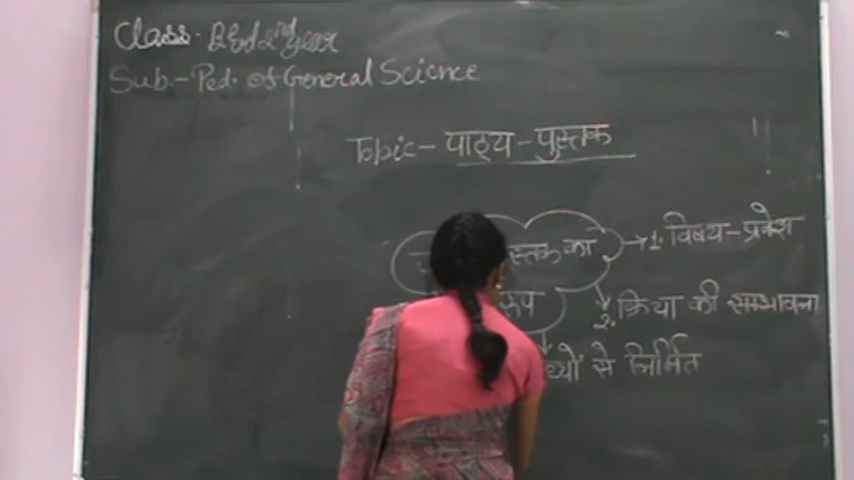 Class. B.Ed 2nd year
Sub.-Ped. of General Science
Topic- पाठ्य-पुस्तक
पुस्तक का
रूप
→1. विषय-प्रवेश
2. क्रिया की सम्भावना
से निर्मित